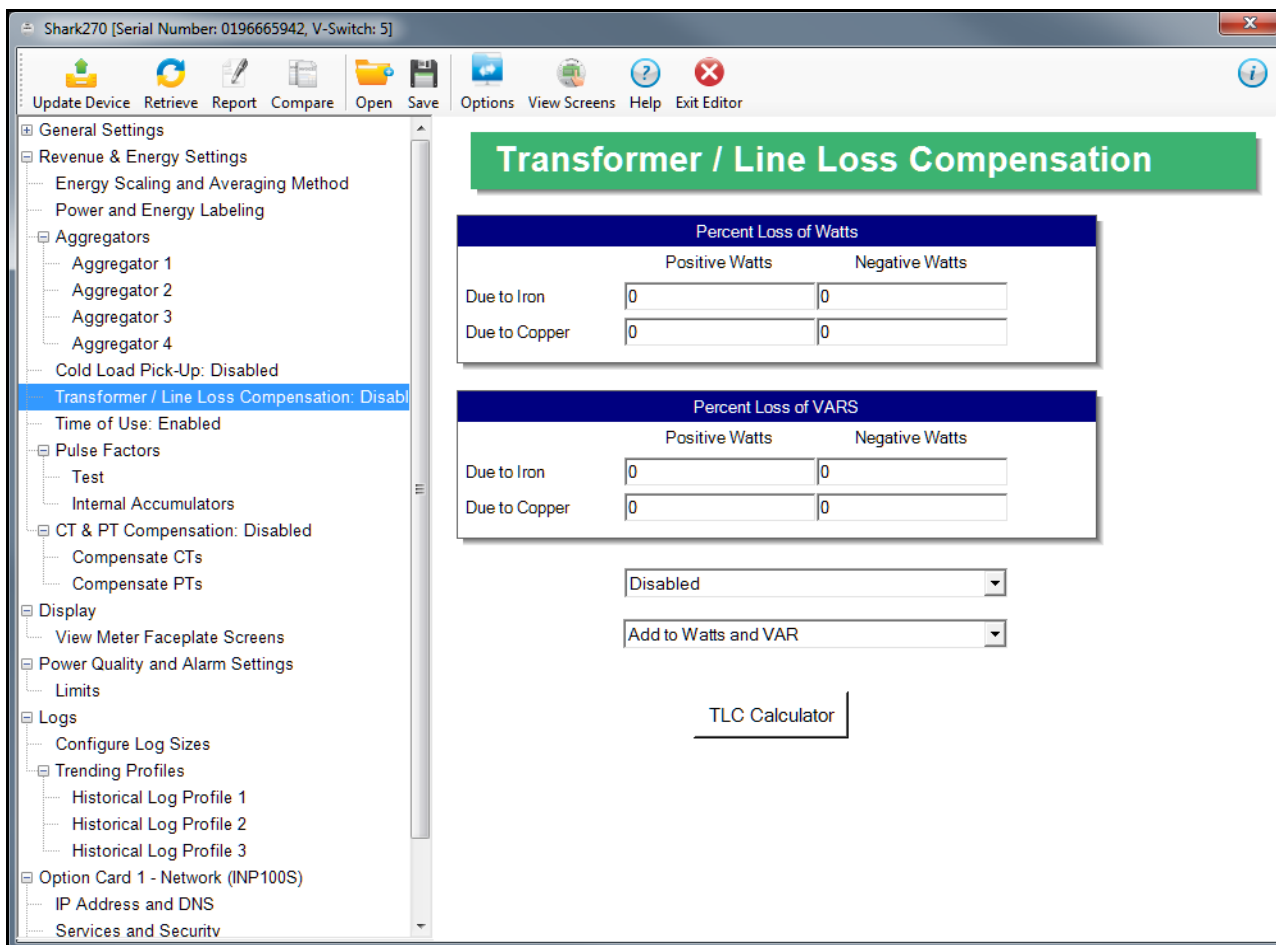 Shark270 [Serial Number: 0196665942, V-Switch: 5]
Update Device Retrieve Report Compare Open Save Options View Screens Help Exit Editor
General Settings
Revenue & Energy Settings
Energy Scaling and Averaging Method
Power and Energy Labeling
Aggregators
Aggregator 1
Aggregator 2
Aggregator 3
Aggregator 4
Cold Load Pick-Up: Disabled
Transformer / Line Loss Compensation: Disabl
Time of Use: Enabled
Pulse Factors
Test
Internal Accumulators
CT & PT Compensation: Disabled
Compensate CTs
Compensate PTs
Display
View Meter Faceplate Screens
Power Quality and Alarm Settings
Limits
Logs
Configure Log Sizes
Trending Profiles
Historical Log Profile 1
Historical Log Profile 2
Historical Log Profile 3
Option Card 1 - Network (INP100S)
IP Address and DNS
Services and Security
Transformer / Line Loss Compensation
Percent Loss of Watts
Positive Watts Negative Watts
Due to Iron 0 0
Due to Copper 0 0
Percent Loss of VARS
Positive Watts Negative Watts
Due to Iron 0 0
Due to Copper 0 0
Disabled
Add to Watts and VAR
TLC Calculator